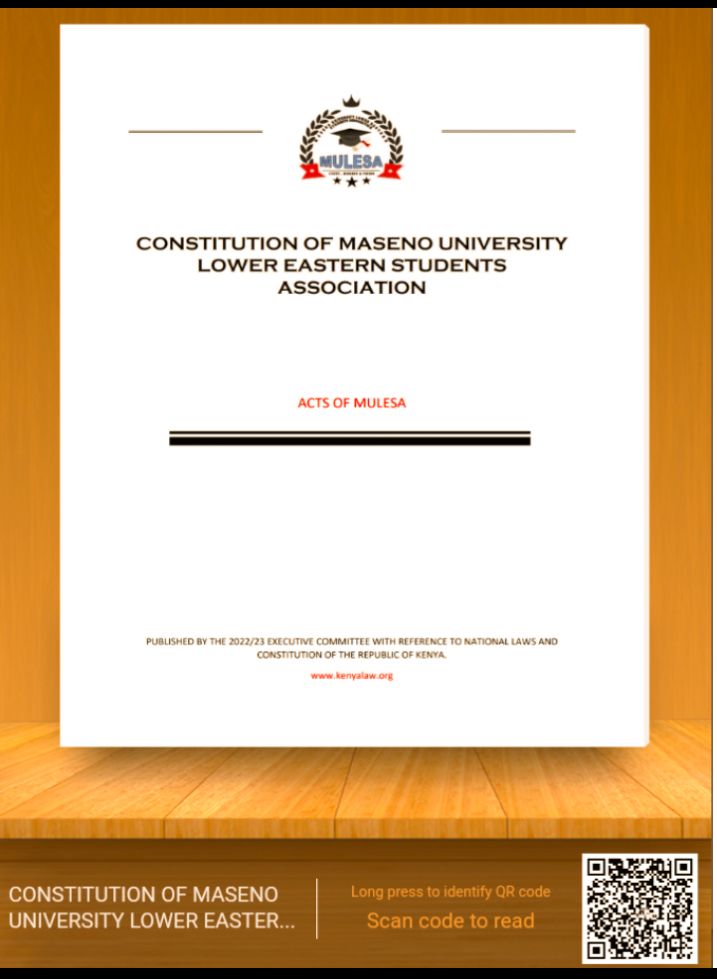 MULESA
CONSTITUTION OF MASENO UNIVERSITY
LOWER EASTERN STUDENTS
ASSOCIATION
ACTS OF MULESA
PUBLISHED BY THE 2022/23 EXECUTIVE COMMITTEE WITH REFERENCE TO NATIONAL LAWS AND
CONSTITUTION OF THE REPUBLIC OF KENYA.
www.kenyalaw.org
CONSTITUTION OF MASENO
UNIVERSITY LOWER EASTER...
Long press to identify QR code
Scan code to read